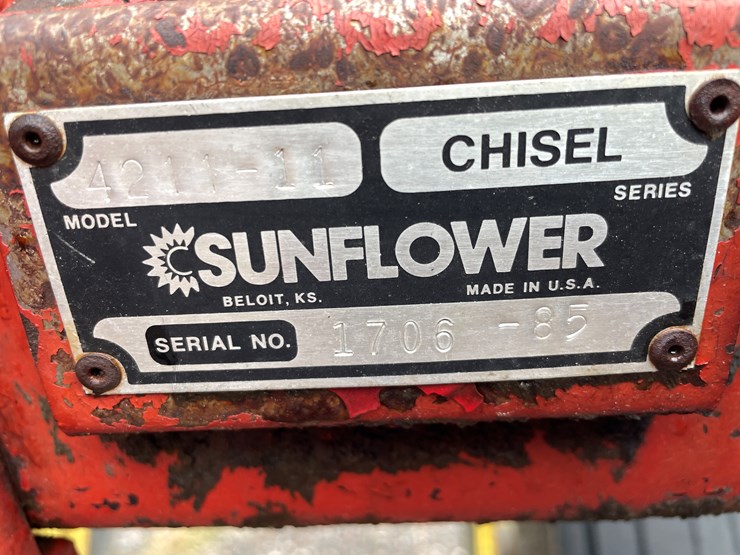 4211-11
MODEL
CHISEL
SERIES
SUNFLOWER
BELOIT, KS.
MADE IN U.S.A.
SERIAL NO. 1706 -85